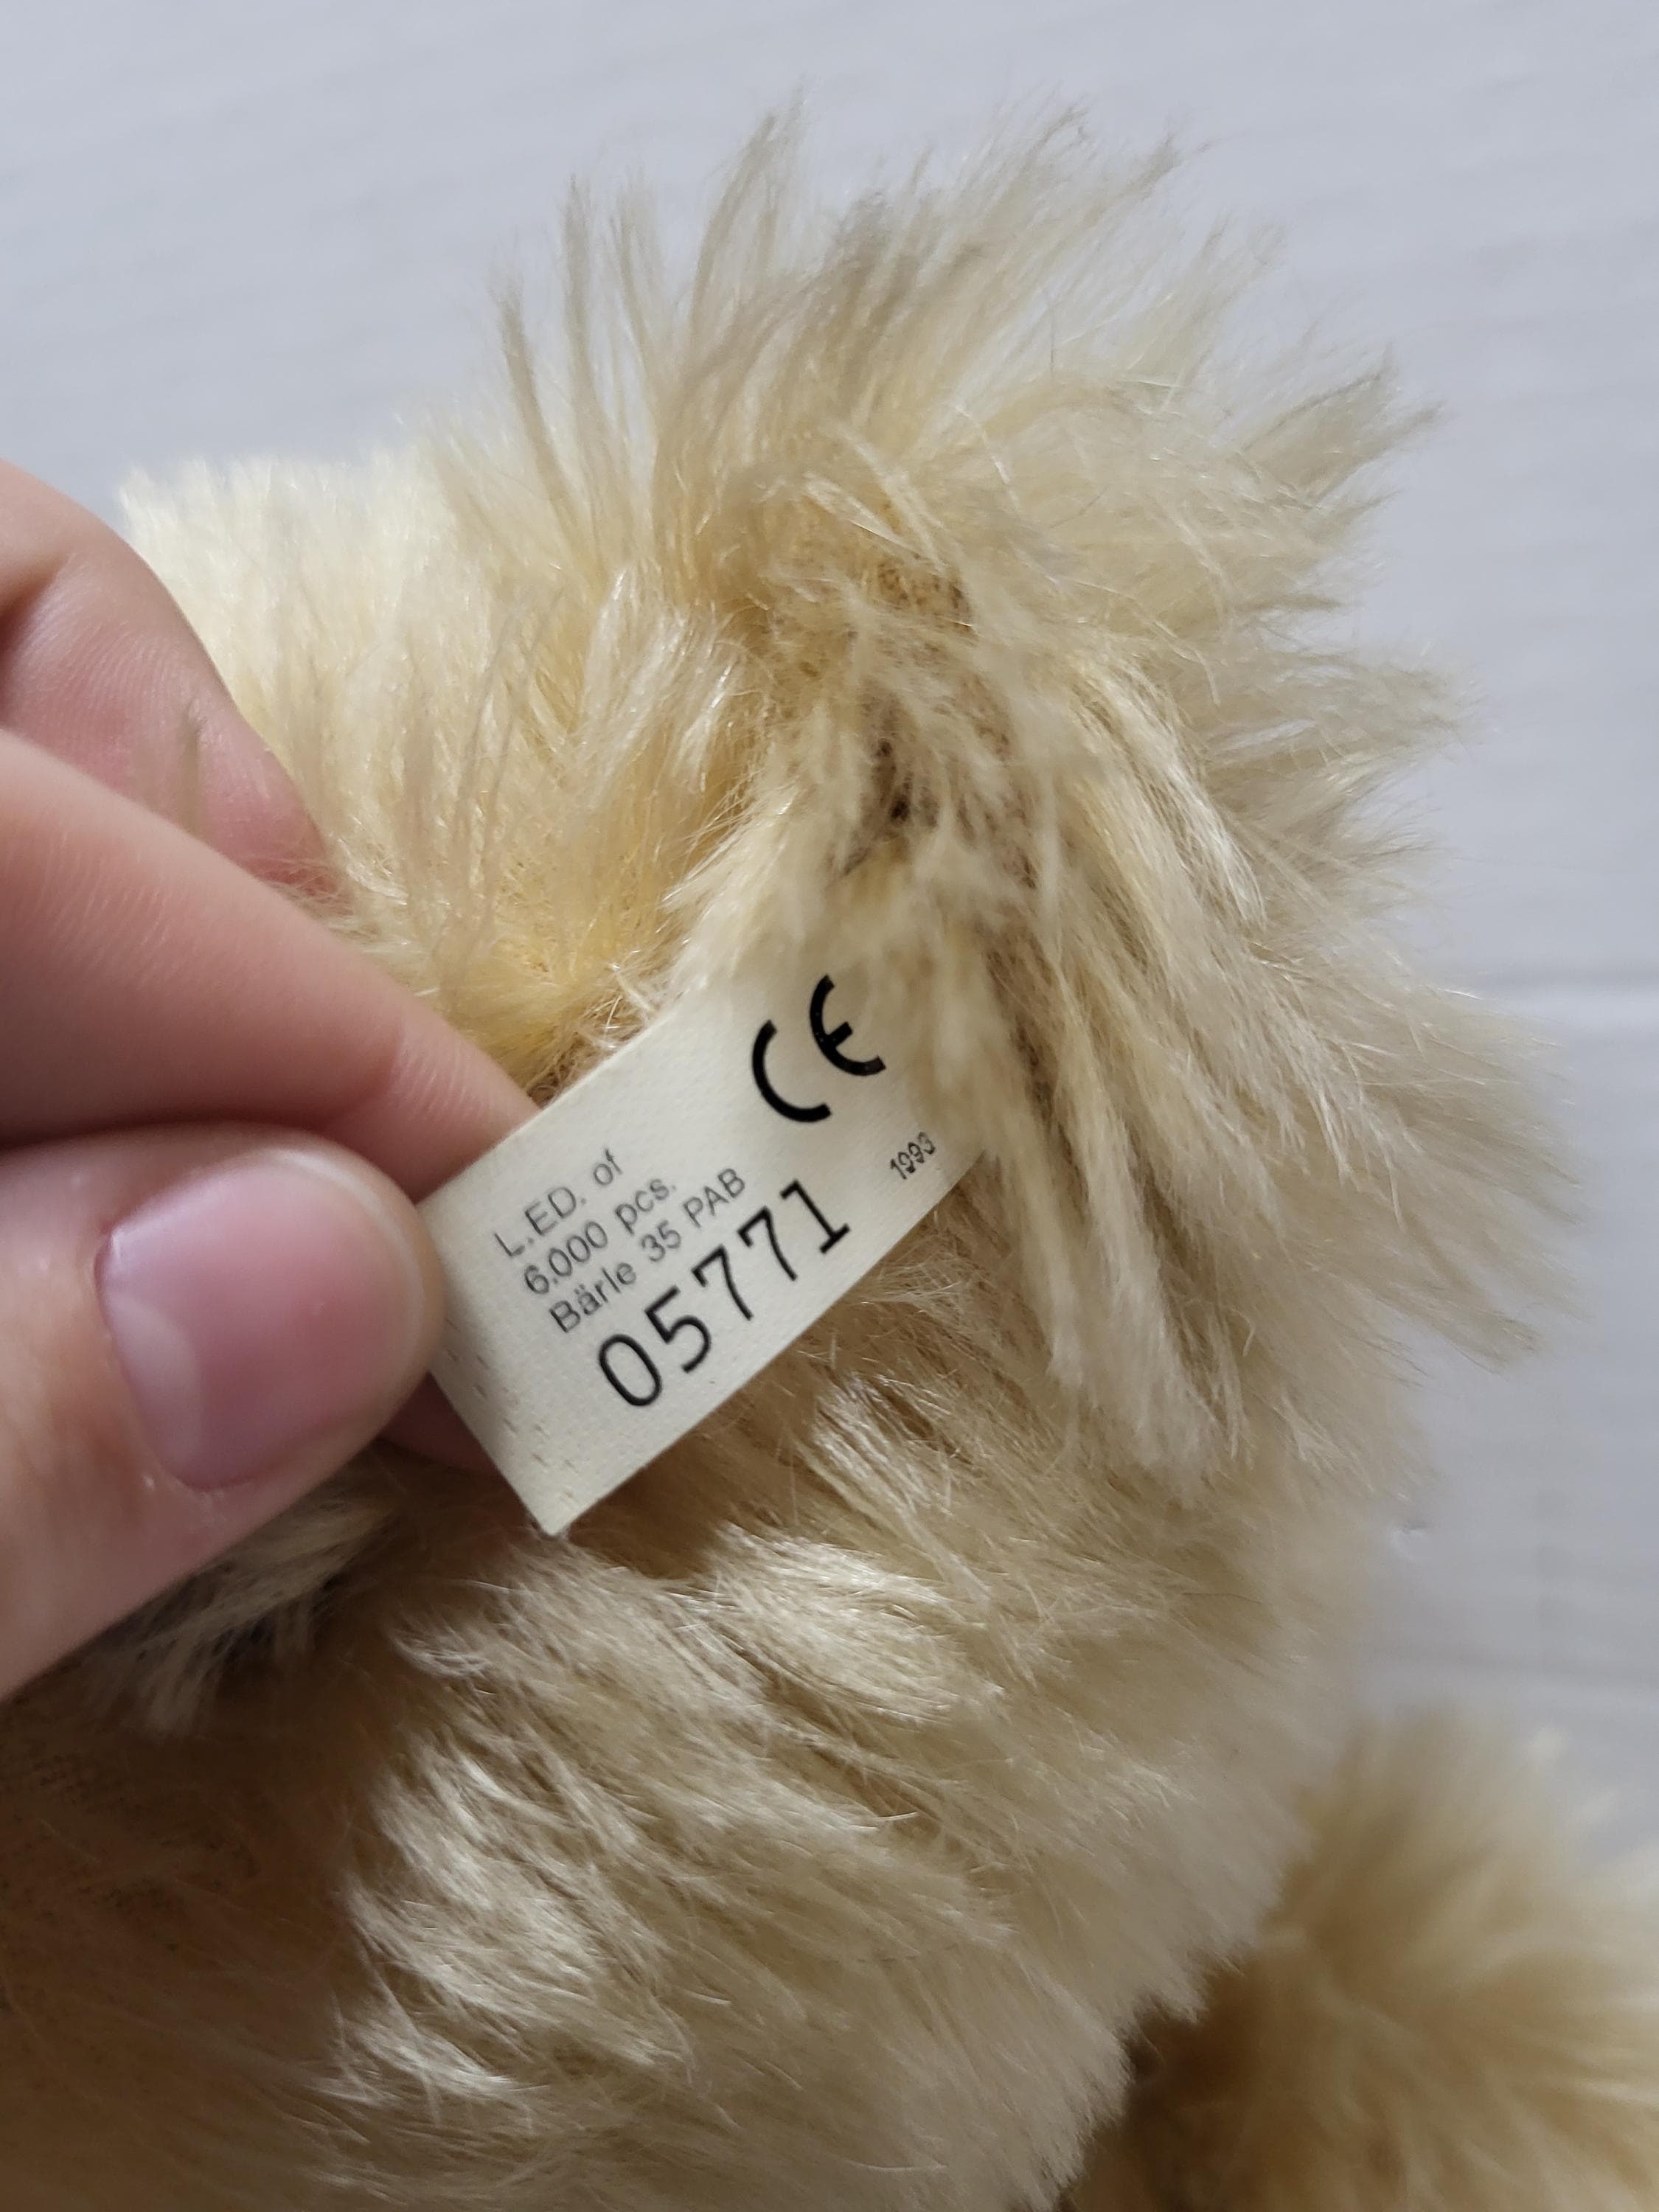 CE
L.ED. of
6.000 pcs.
Bärle 35 PAB
05771
1993